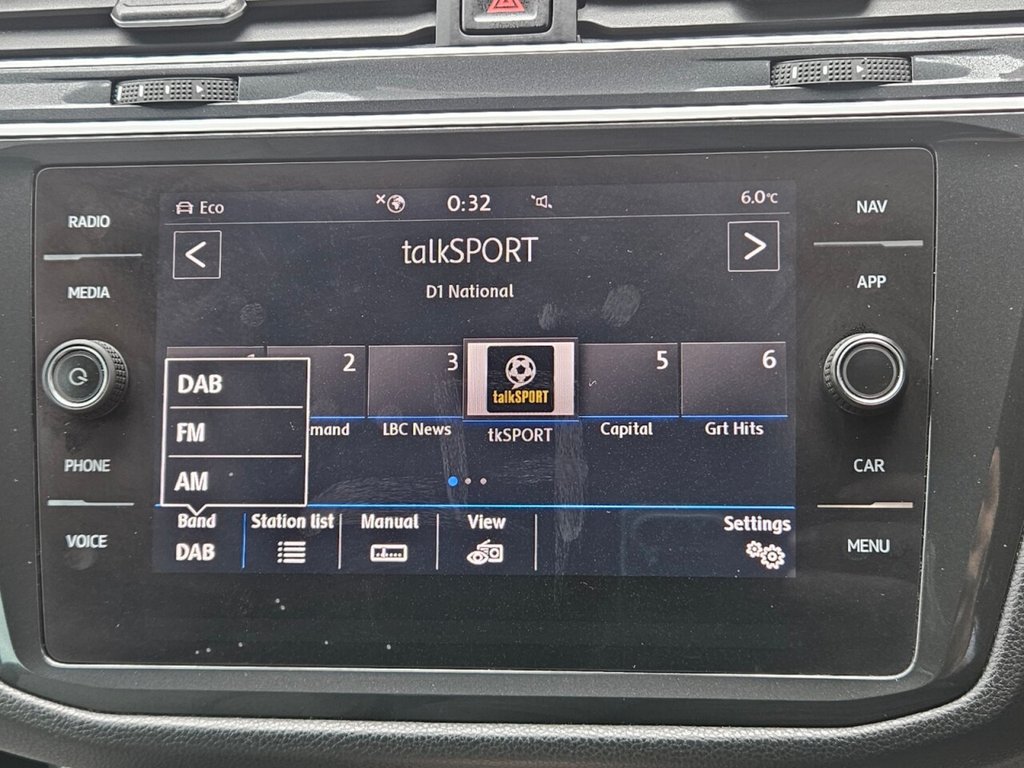 RADIO
MEDIA
PHONE
VOICE
Eco
0:32
6.0°C
talkSPORT
D1 National
2
3
talkSPORT
5
6
mand
LBC News
tkSPORT
Capital
Grt Hits
DAB
FM
AM
Band
DAB
Station list
Manual
View
Settings
NAV
APP
CAR
MENU